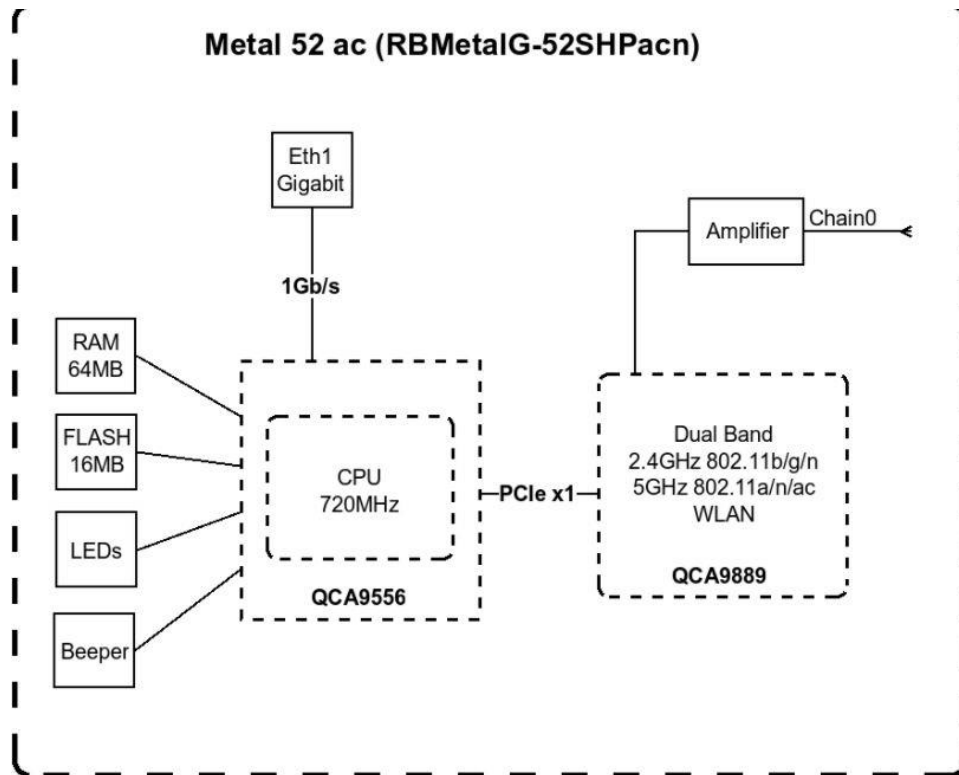 Metal 52 ac (RBMetalG-52SHPacn)
Eth1
Gigabit
Amplifier
Chain0
1Gb/s
RAM
64MB
FLASH
16MB
LEDs
Beeper
CPU
720MHz
QCA9556
PCIe x1
Dual Band
2.4GHz 802.11b/g/n
5GHz 802.11a/n/ac
WLAN
QCA9889